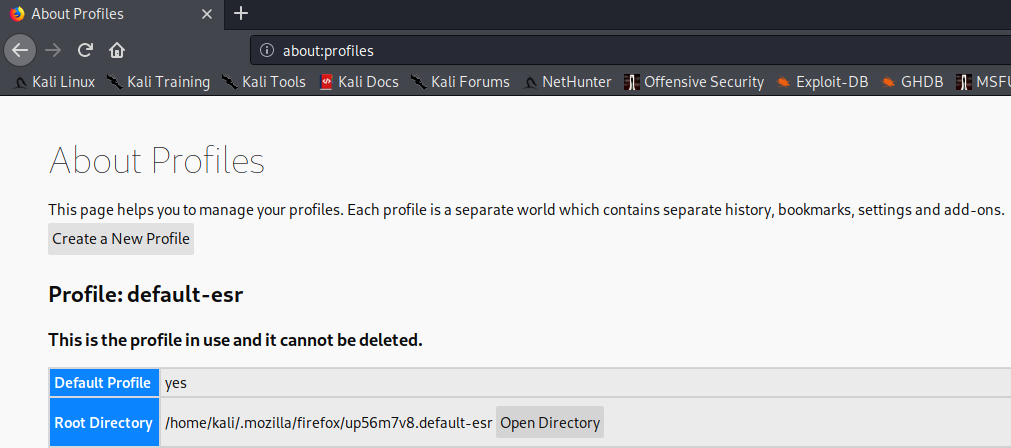 About Profiles
about:profiles
Kali Linux Kali Training Kali Tools Kali Docs Kali Forums NetHunter Offensive Security Exploit-DB GHDB MSFU
About Profiles
This page helps you to manage your profiles. Each profile is a separate world which contains separate history, bookmarks, settings and add-ons.
Create a New Profile
Profile: default-esr
This is the profile in use and it cannot be deleted.
Default Profile yes
Root Directory /home/kali/.mozilla/firefox/up56m7v8.default-esr Open Directory